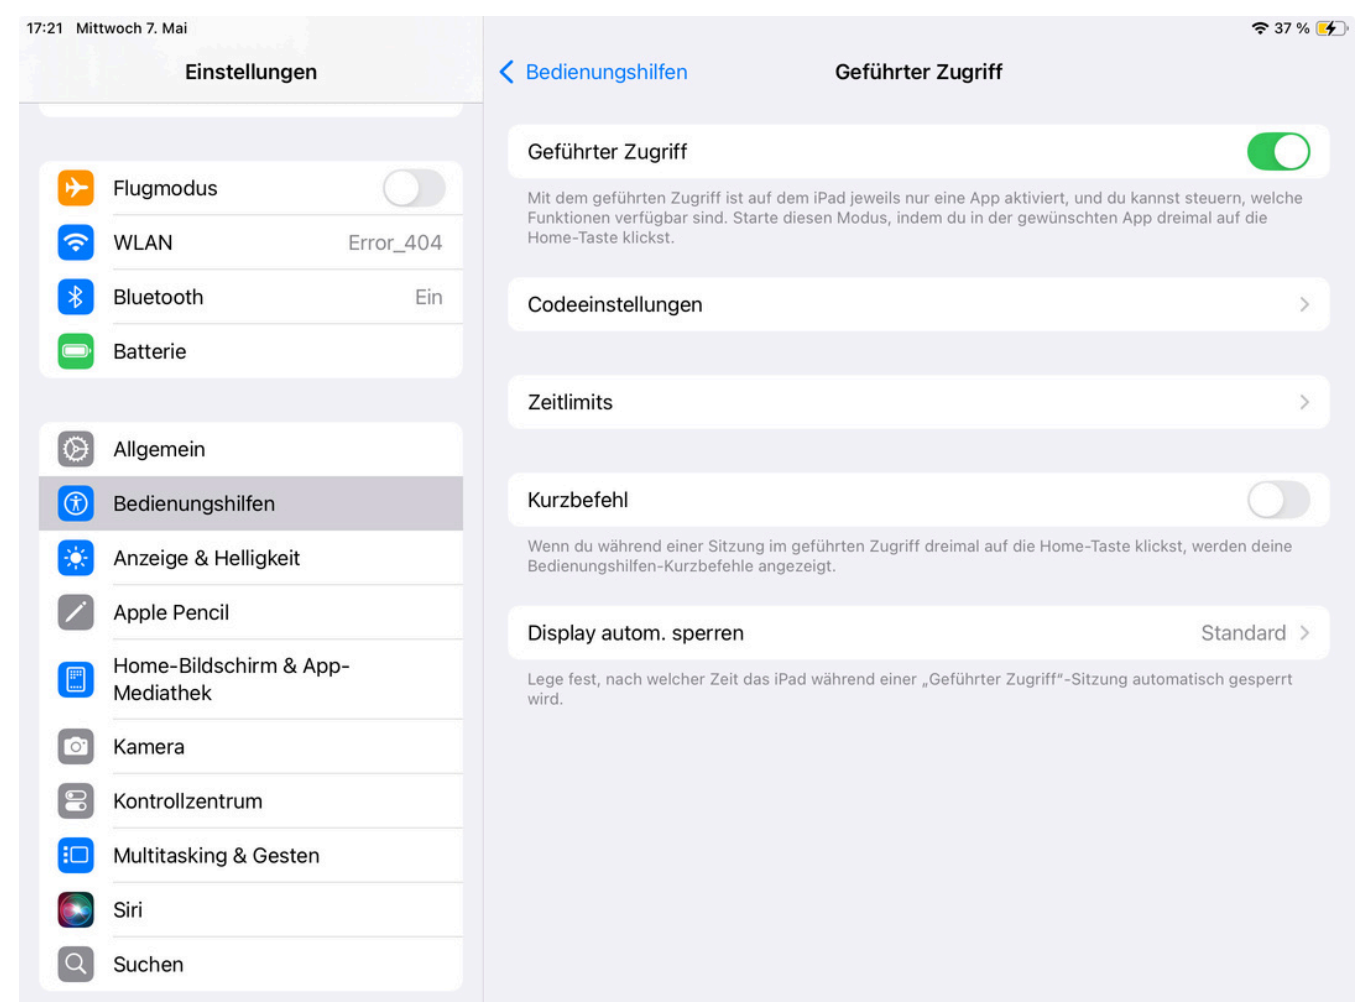 17:21 Mittwoch 7. Mai
37 %
Einstellungen
Flugmodus
WLAN Error_404
Bluetooth Ein
Batterie
Allgemein
Bedienungshilfen
Anzeige & Helligkeit
Apple Pencil
Home-Bildschirm & App-
Mediathek
Kamera
Kontrollzentrum
Multitasking & Gesten
Siri
Suchen
Bedienungshilfen
Geführter Zugriff
Geführter Zugriff
Mit dem geführten Zugriff ist auf dem iPad jeweils nur eine App aktiviert, und du kannst steuern, welche
Funktionen verfügbar sind. Starte diesen Modus, indem du in der gewünschten App dreimal auf die
Home-Taste klickst.
Codeeinstellungen
Zeitlimits
Kurzbefehl
Wenn du während einer Sitzung im geführten Zugriff dreimal auf die Home-Taste klickst, werden deine
Bedienungshilfen-Kurzbefehle angezeigt.
Display autom. sperren Standard
Lege fest, nach welcher Zeit das iPad während einer „Geführter Zugriff“-Sitzung automatisch gesperrt
wird.